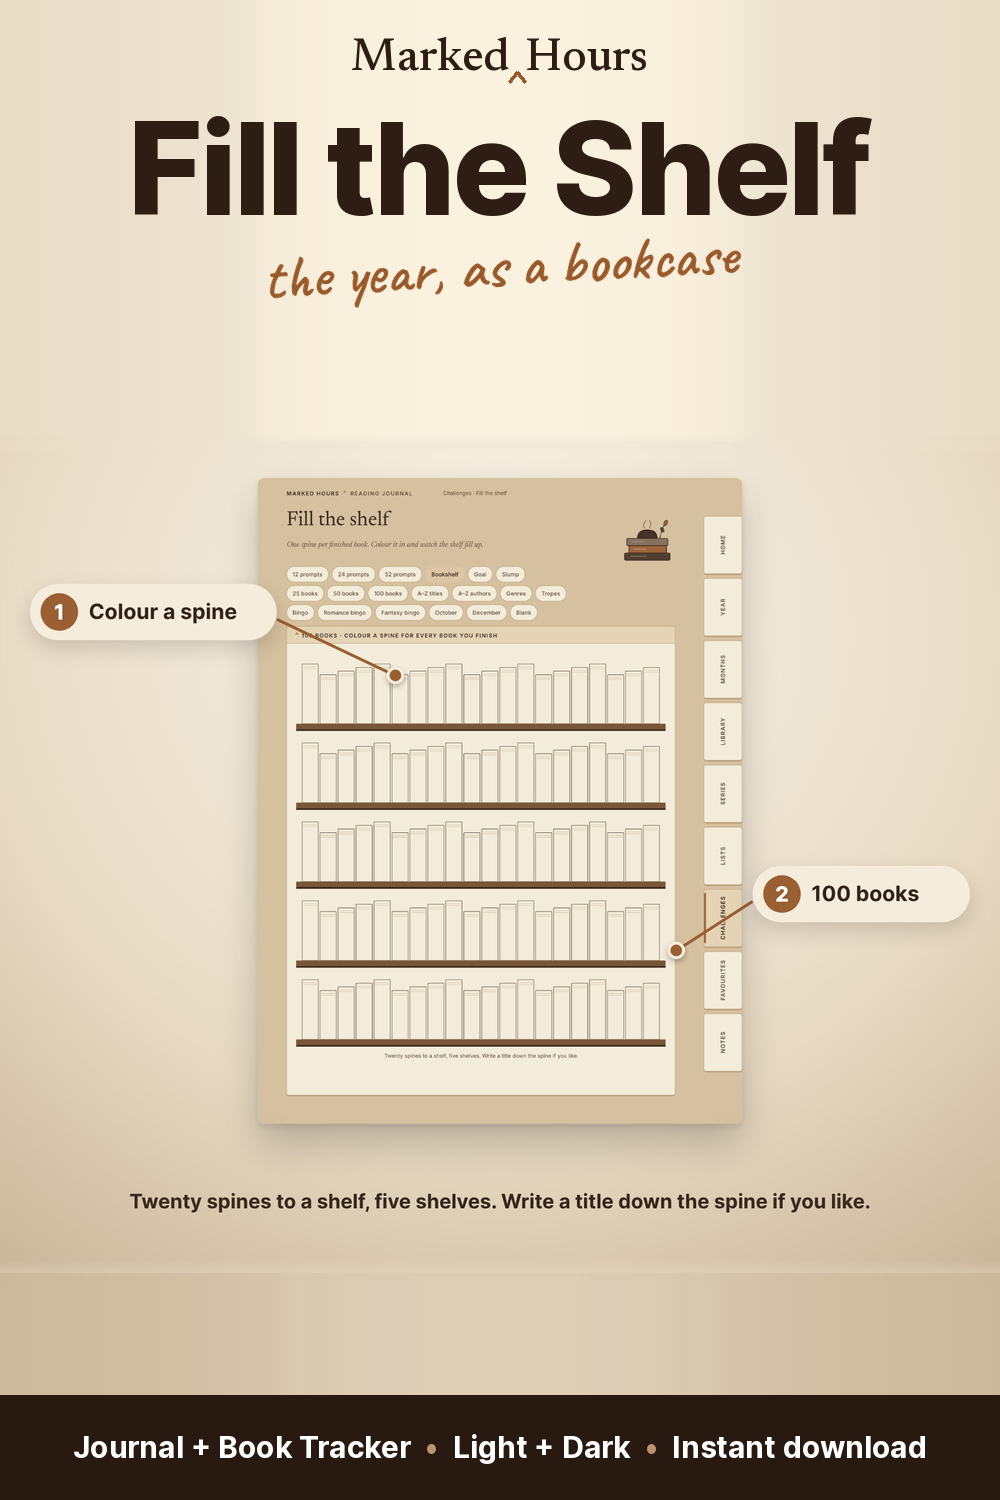 Marked ‸ Hours
Fill the Shelf
the year, as a bookcase
MARKED HOURS ‸ READING JOURNAL
Challenges · Fill the shelf
Fill the shelf
One spine per finished book. Colour it in and watch the shelf fill up.
12 prompts 24 prompts 52 prompts Bookshelf Goal Slump
25 books 50 books 100 books A–Z titles A–Z authors Genres Tropes
Bingo Romance bingo Fantasy bingo October December Blank
100 BOOKS · COLOUR A SPINE FOR EVERY BOOK YOU FINISH
Twenty spines to a shelf, five shelves. Write a title down the spine if you like.
HOME
YEAR
MONTHS
LIBRARY
SERIES
LISTS
CHALLENGES
FAVOURITES
NOTES
1 Colour a spine
2 100 books
Twenty spines to a shelf, five shelves. Write a title down the spine if you like.
Journal + Book Tracker • Light + Dark • Instant download